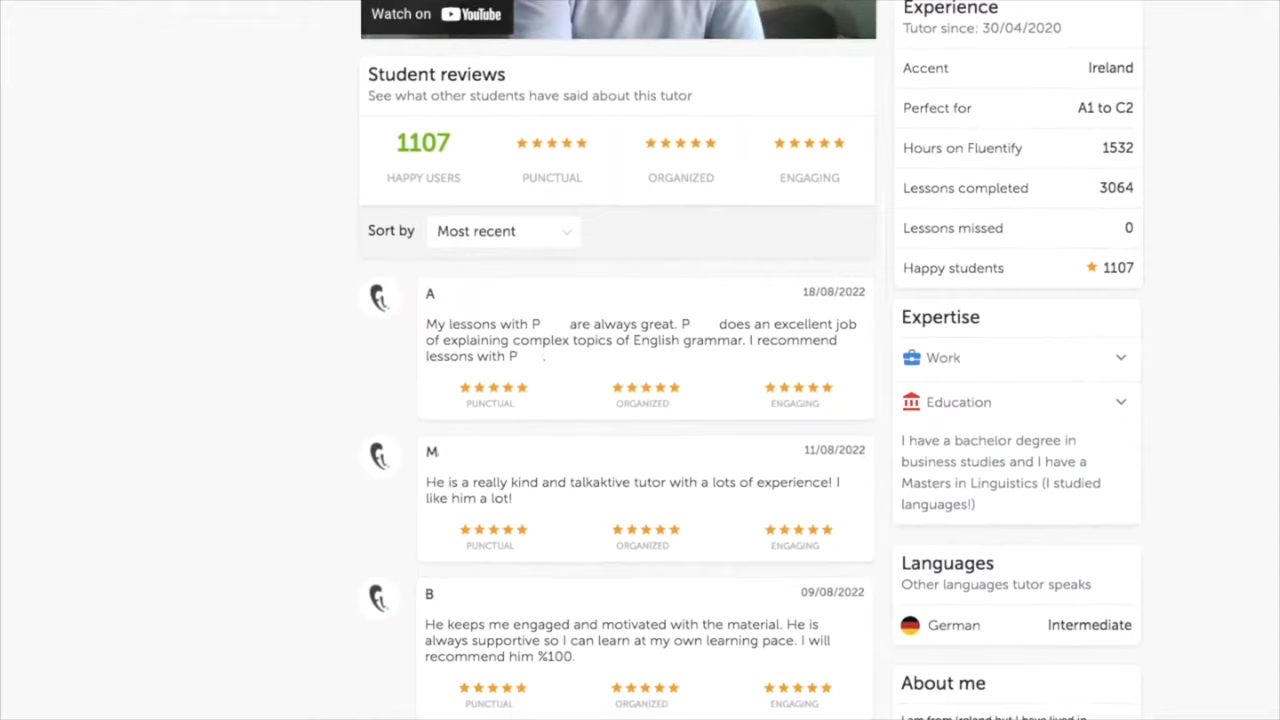 Watch on YouTube
Student reviews
See what other students have said about this tutor
1107
HAPPY USERS
PUNCTUAL
ORGANIZED
ENGAGING
Sort by
Most recent
A
18/08/2022
My lessons with P are always great. P does an excellent job
of explaining complex topics of English grammar. I recommend
lessons with P .
PUNCTUAL
ORGANIZED
ENGAGING
M
11/08/2022
He is a really kind and talkaktive tutor with a lots of experience! I
like him a lot!
PUNCTUAL
ORGANIZED
ENGAGING
B
09/08/2022
He keeps me engaged and motivated with the material. He is
always supportive so I can learn at my own learning pace. I will
recommend him %100.
PUNCTUAL
ORGANIZED
ENGAGING
Experience
Tutor since: 30/04/2020
Accent Ireland
Perfect for A1 to C2
Hours on Fluentify 1532
Lessons completed 3064
Lessons missed 0
Happy students 1107
Expertise
Work
Education
I have a bachelor degree in
business studies and I have a
Masters in Linguistics (I studied
languages!)
Languages
Other languages tutor speaks
German Intermediate
About me
I am from Ireland but I have lived in